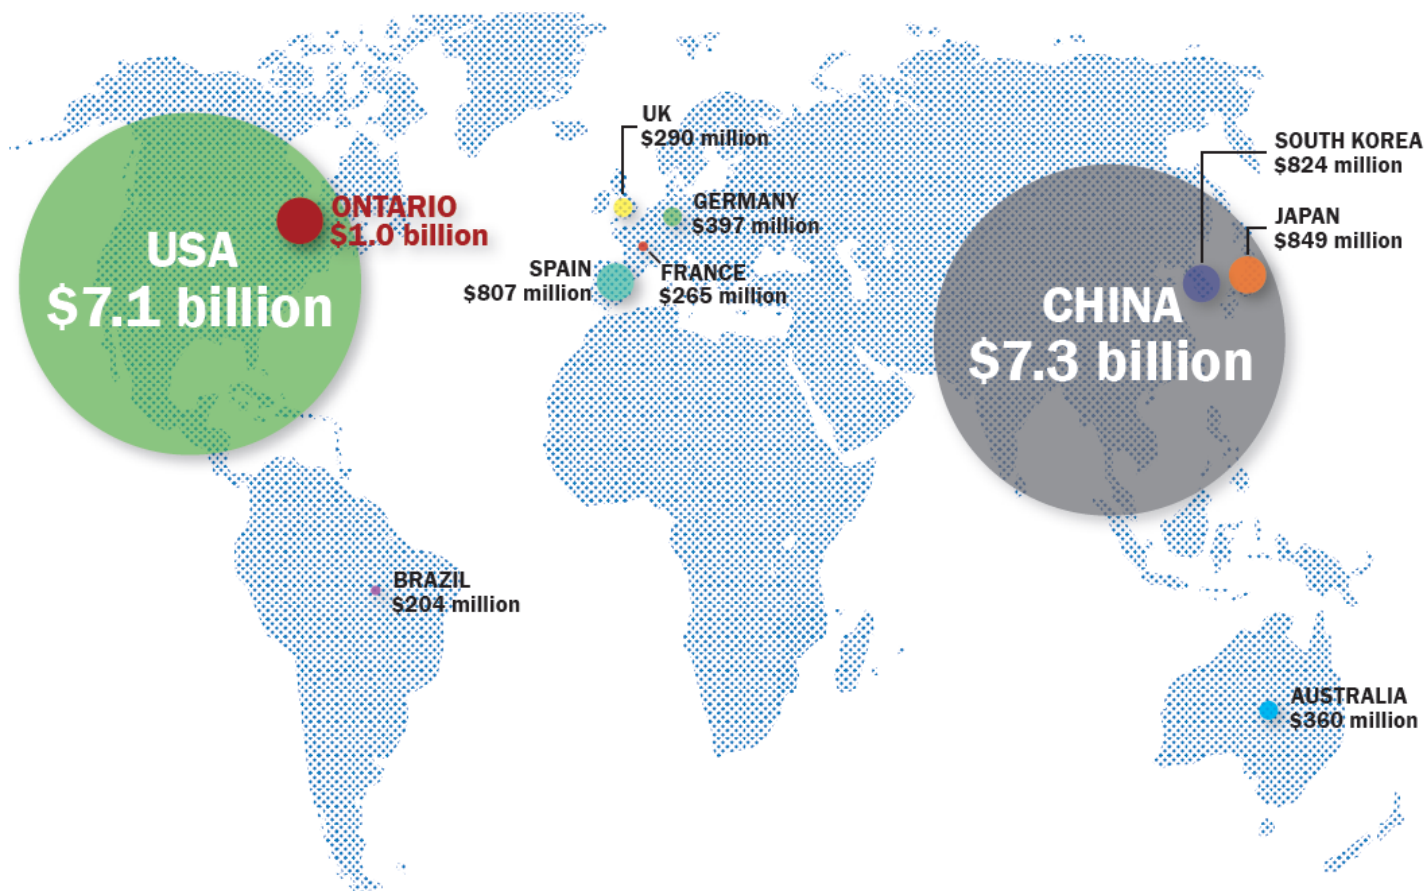 UK
$290 million
SOUTH KOREA
$824 million
ONTARIO
$1.0 billion
GERMANY
$397 million
JAPAN
$849 million
USA
$7.1 billion
SPAIN
$807 million
FRANCE
$265 million
CHINA
$7.3 billion
BRAZIL
$204 million
AUSTRALIA
$360 million